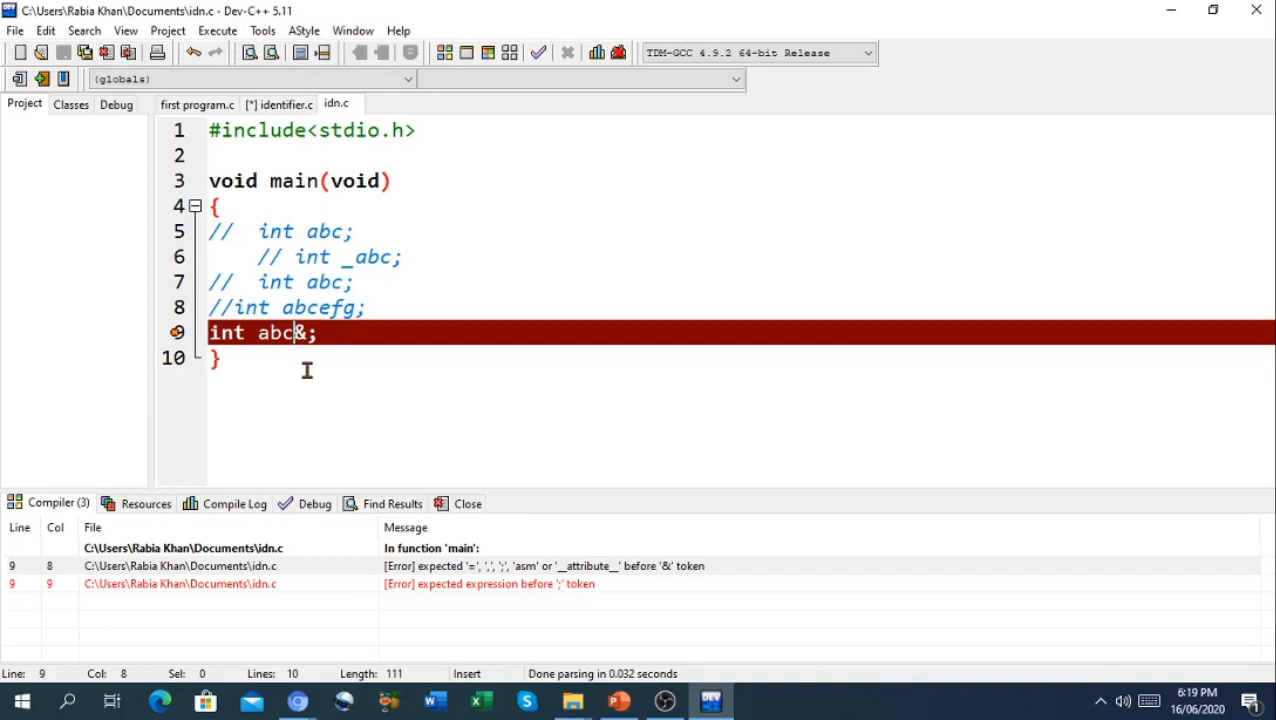 C:\Users\Rabia Khan\Documents\idn.c - Dev-C++ 5.11
File Edit Search View Project Execute Tools AStyle Window Help
TDM-GCC 4.9.2 64-bit Release
(globals)
Project Classes Debug first program.c [*] identifier.c idn.c
1 #include<stdio.h>
2
3 void main(void)
4 {
5 // int abc;
6 // int _abc;
7 // int abc;
8 //int abcefg;
9 int abc&;
10 }
Compiler (3) Resources Compile Log Debug Find Results Close
Line Col File Message
C:\Users\Rabia Khan\Documents\idn.c In function 'main':
9 8 C:\Users\Rabia Khan\Documents\idn.c [Error] expected '=', ',', ';', 'asm' or '__attribute__' before '&' token
9 9 C:\Users\Rabia Khan\Documents\idn.c [Error] expected expression before ';' token
Line: 9 Col: 8 Sel: 0 Lines: 10 Length: 111 Insert Done parsing in 0.032 seconds
DEV 6:19 PM
16/06/2020